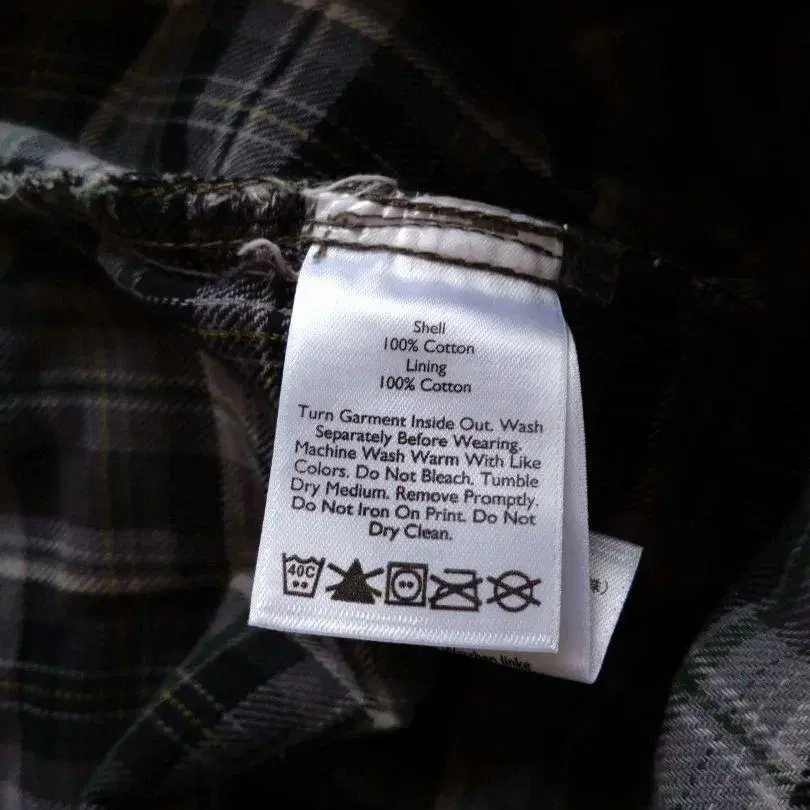 Shell
100% Cotton
Lining
100% Cotton
Turn Garment Inside Out. Wash
Separately Before Wearing.
Machine Wash Warm With Like
Colors. Do Not Bleach. Tumble
Dry Medium. Remove Promptly.
Do Not Iron On Print. Do Not
Dry Clean.
40C
linke